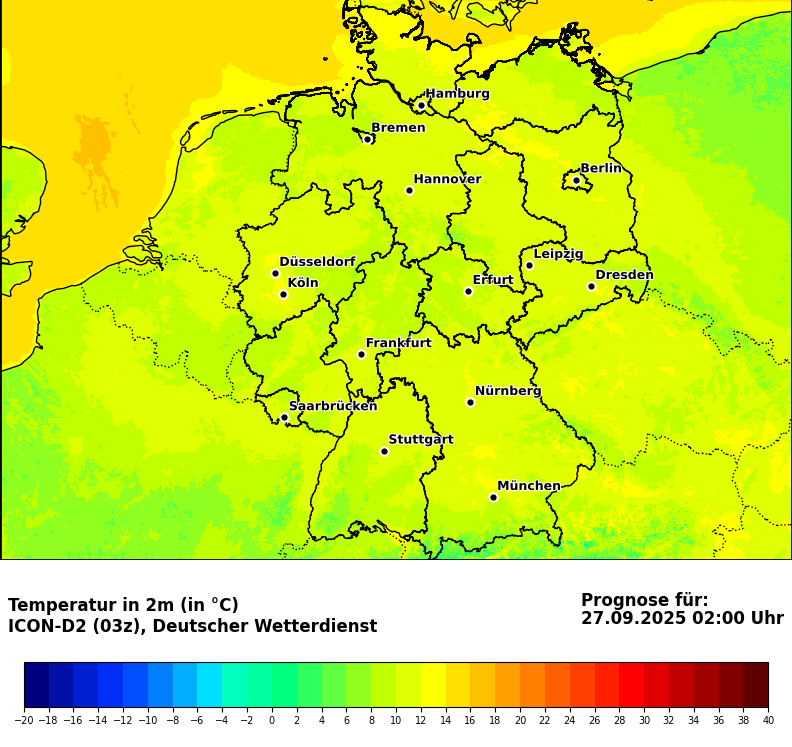 Hamburg
Bremen
Berlin
Hannover
Leipzig
Düsseldorf
Dresden
Köln
Erfurt
Frankfurt
Nürnberg
Saarbrücken
Stuttgart
München
Temperatur in 2m (in °C)
ICON-D2 (03z), Deutscher Wetterdienst
Prognose für:
27.09.2025 02:00 Uhr
−20 −18 −16 −14 −12 −10 −8 −6 −4 −2 0 2 4 6 8 10 12 14 16 18 20 22 24 26 28 30 32 34 36 38 40